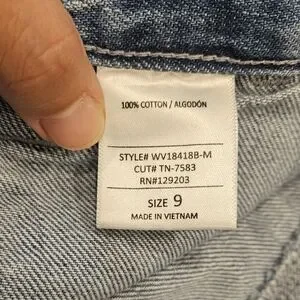 100% COTTON / ALGODÓN
STYLE# WV18418B-M
CUT# TN-7583
RN#129203
SIZE 9
MADE IN VIETNAM